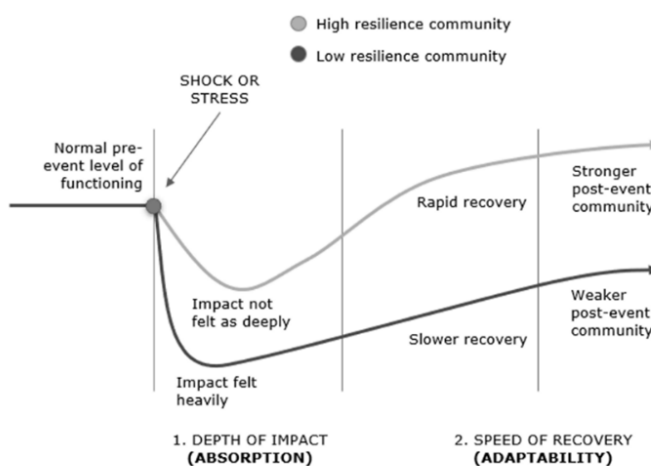 High resilience community
Low resilience community
SHOCK OR
STRESS
Normal pre-
event level of
functioning
Stronger
post-event
community
Rapid recovery
Impact not
felt as deeply
Weaker
post-event
community
Slower recovery
Impact felt
heavily
1. DEPTH OF IMPACT
(ABSORPTION)
2. SPEED OF RECOVERY
(ADAPTABILITY)